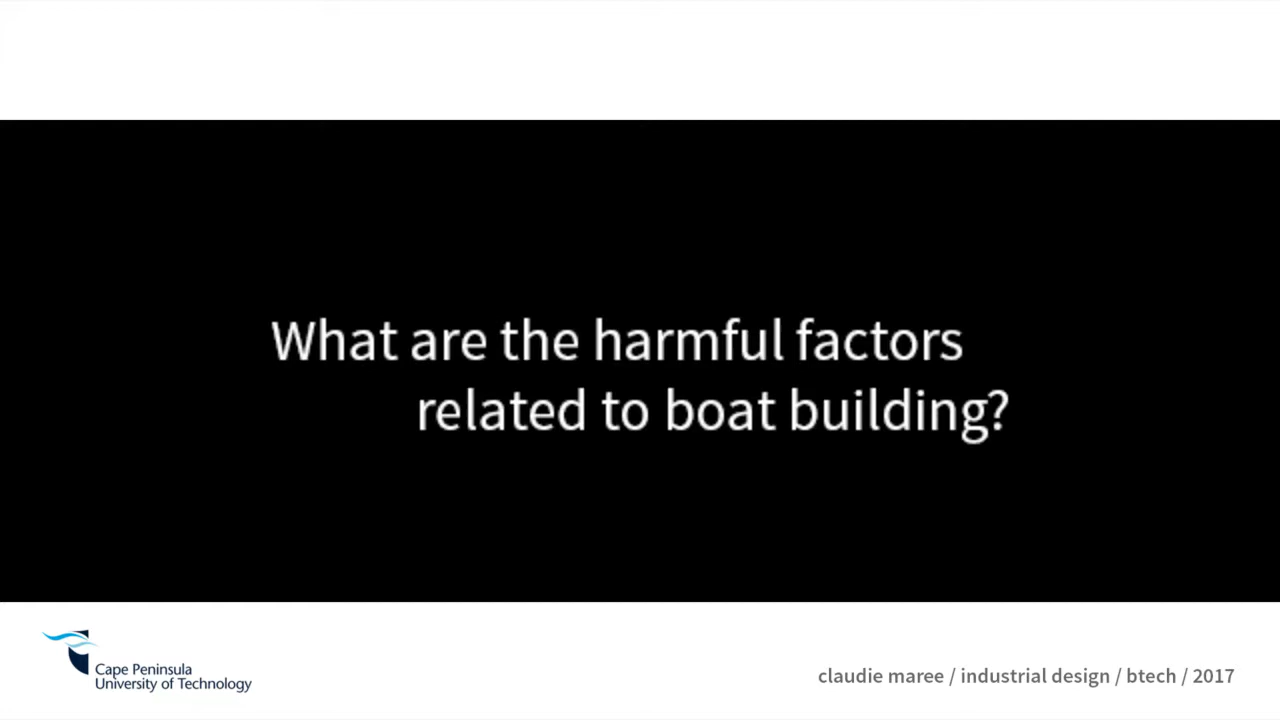 What are the harmful factors
related to boat building?
Cape Peninsula
University of Technology
claudie maree / industrial design / btech / 2017